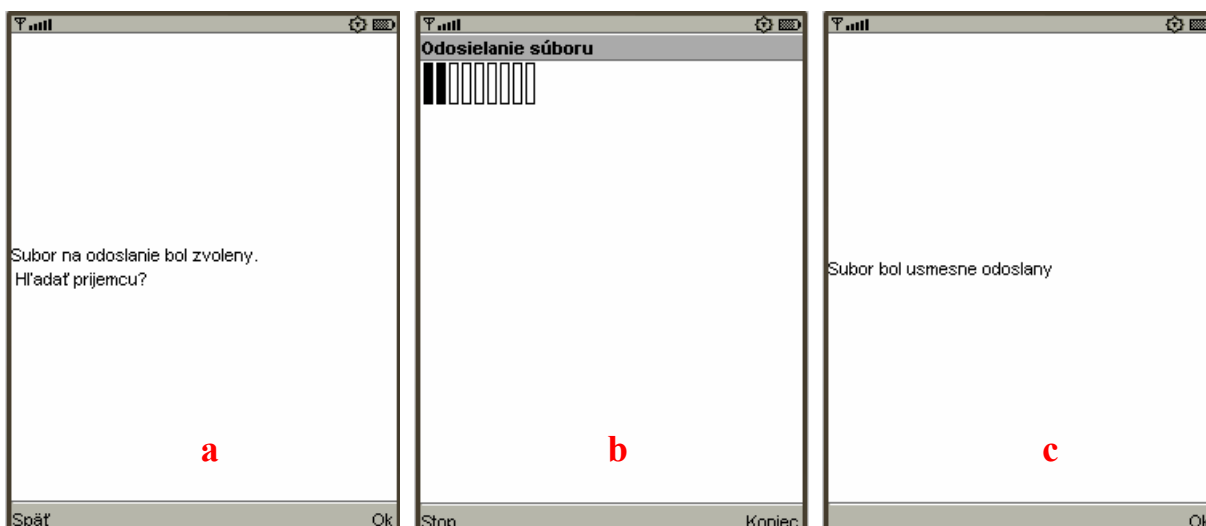 Subor na odoslanie bol zvoleny.
Hľadať prijemcu?
a
Späť
Ok
Odosielanie súboru
b
Stop
Koniec
Subor bol usmesne odoslany
c
Ok